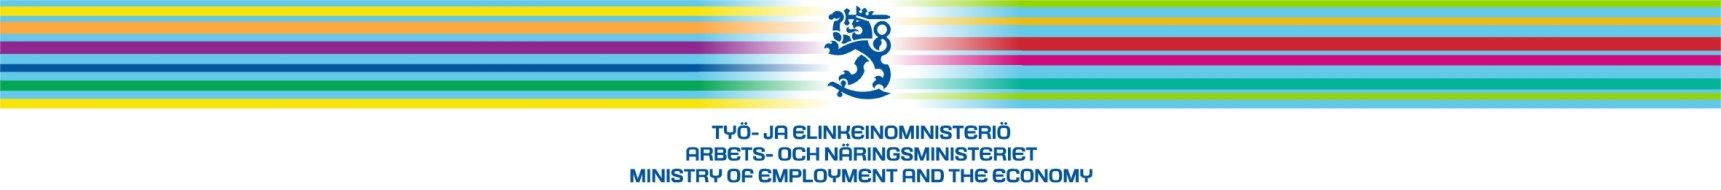 TYÖ- JA ELINKEINOMINISTERIÖ
ARBETS- OCH NÄRINGSMINISTERIET
MINISTRY OF EMPLOYMENT AND THE ECONOMY